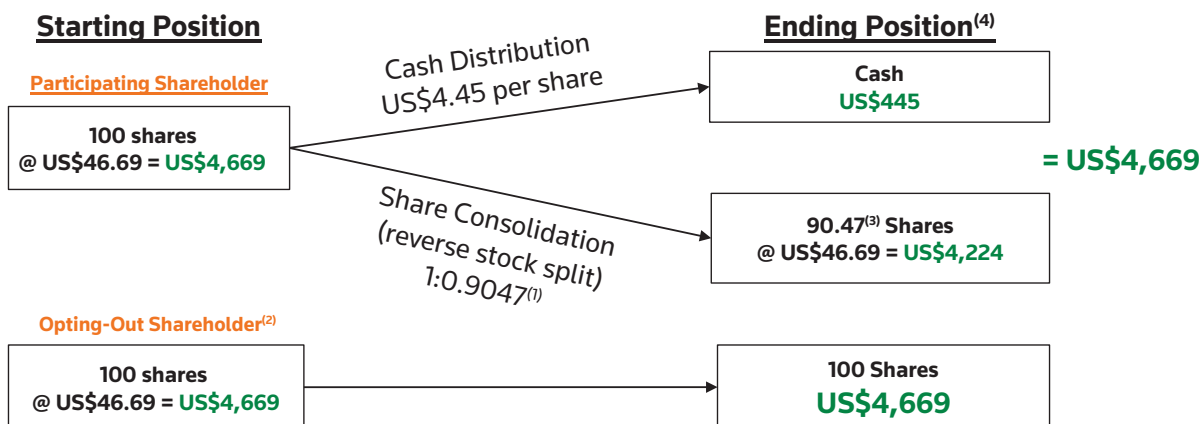 Starting Position
Ending Position(4)
Participating Shareholder
100 shares
@ US$46.69 = US$4,669
Cash Distribution
US$4.45 per share
Cash
US$445
= US$4,669
Share Consolidation
(reverse stock split)
1:0.9047(1)
90.47(3) Shares
@ US$46.69 = US$4,224
Opting-Out Shareholder(2)
100 shares
@ US$46.69 = US$4,669
100 Shares
US$4,669